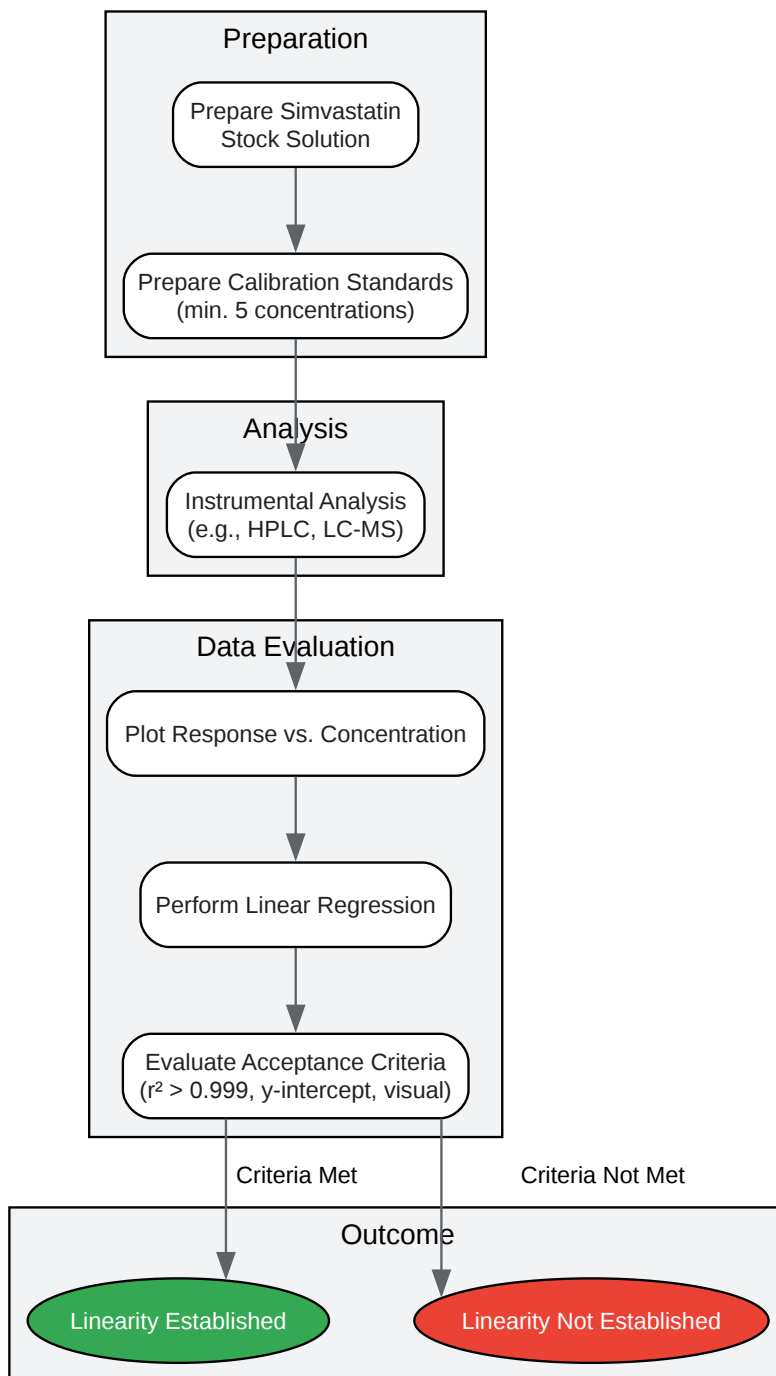 Preparation
Prepare Simvastatin
Stock Solution
Prepare Calibration Standards
(min. 5 concentrations)
Analysis
Instrumental Analysis
(e.g., HPLC, LC-MS)
Data Evaluation
Plot Response vs. Concentration
Perform Linear Regression
Evaluate Acceptance Criteria
(r² > 0.999, y-intercept, visual)
Criteria Met
Criteria Not Met
Outcome
Linearity Established
Linearity Not Established